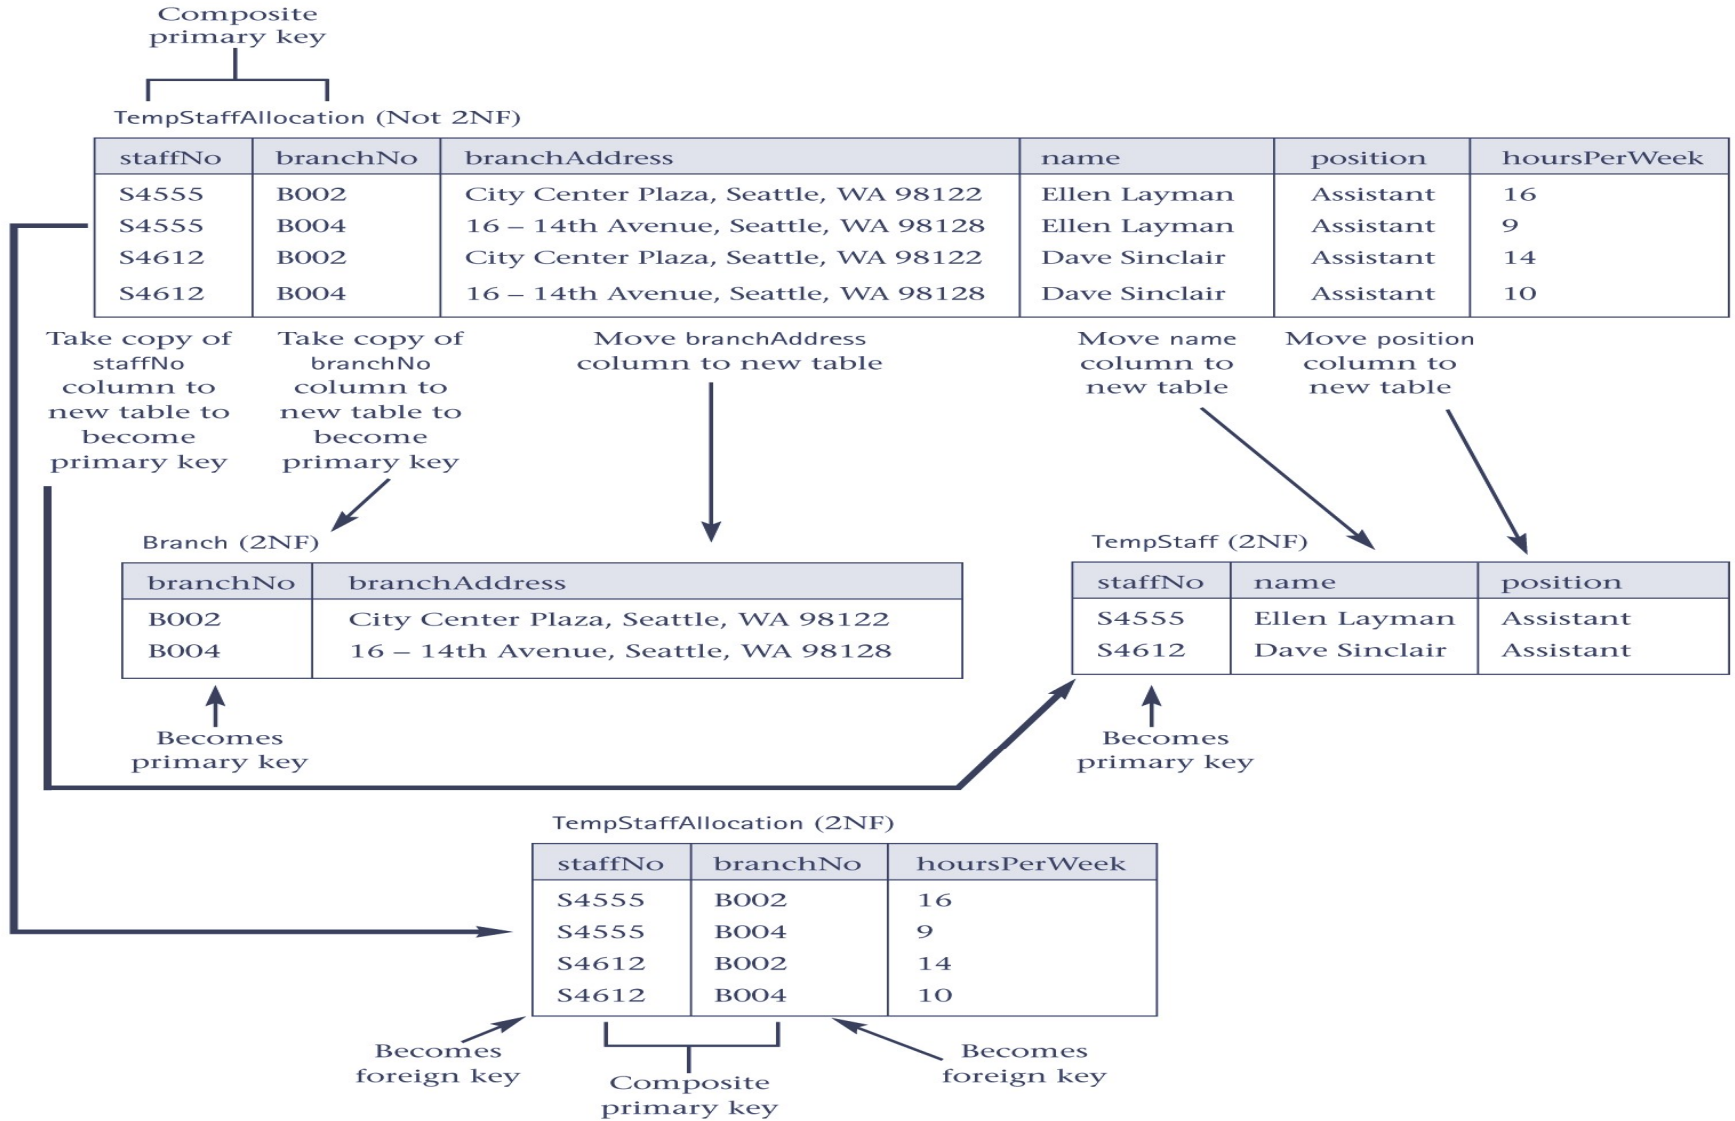 Composite
primary key
TempStaffAllocation (Not 2NF)
staffNo branchNo branchAddress name position hoursPerWeek
S4555 B002 City Center Plaza, Seattle, WA 98122 Ellen Layman Assistant 16
S4555 B004 16 – 14th Avenue, Seattle, WA 98128 Ellen Layman Assistant 9
S4612 B002 City Center Plaza, Seattle, WA 98122 Dave Sinclair Assistant 14
S4612 B004 16 – 14th Avenue, Seattle, WA 98128 Dave Sinclair Assistant 10
Take copy of
staffNo
column to
new table to
become
primary key
Take copy of
branchNo
column to
new table to
become
primary key
Move branchAddress
column to new table
Move name
column to
new table
Move position
column to
new table
Branch (2NF)
branchNo branchAddress
B002 City Center Plaza, Seattle, WA 98122
B004 16 – 14th Avenue, Seattle, WA 98128
Becomes
primary key
TempStaff (2NF)
staffNo name position
S4555 Ellen Layman Assistant
S4612 Dave Sinclair Assistant
Becomes
primary key
TempStaffAllocation (2NF)
staffNo branchNo hoursPerWeek
S4555 B002 16
S4555 B004 9
S4612 B002 14
S4612 B004 10
Becomes
foreign key
Composite
primary key
Becomes
foreign key